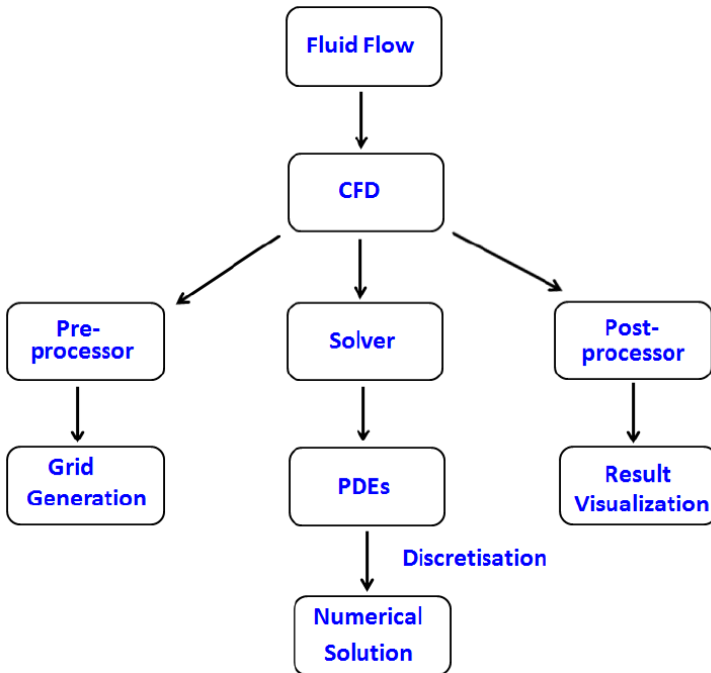 Fluid Flow
CFD
Pre-
processor
Solver
Post-
processor
Grid
Generation
PDEs
Result
Visualization
Discretisation
Numerical
Solution